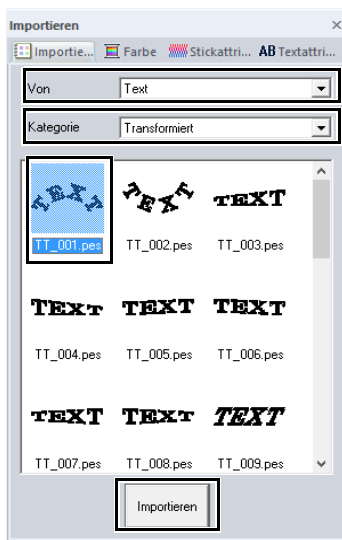 Importieren
Importie... Farbe Stickattri... AB Textattri...
Von Text
Kategorie Transformiert
TEXT TEXT TEXT
TT_001.pes TT_002.pes TT_003.pes
TEXT TEXT TEXT
TT_004.pes TT_005.pes TT_006.pes
TEXT TEXT TEXT
TT_007.pes TT_008.pes TT_009.pes
Importieren